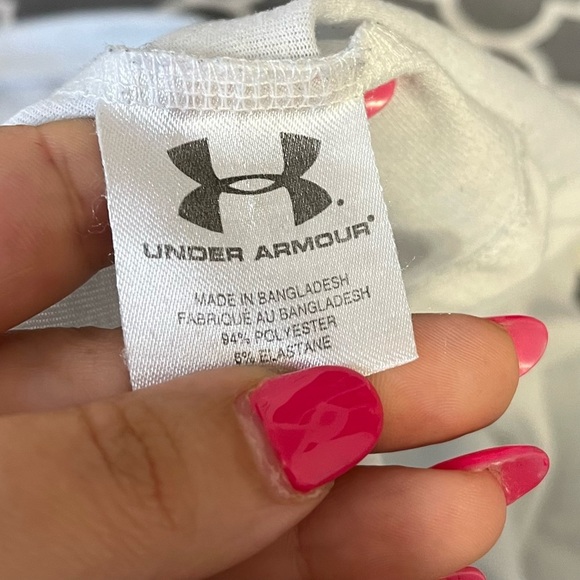 UNDER ARMOUR
MADE IN BANGLADESH
FABRIQUÉ AU BANGLADESH
94% POLYESTER
6% ELASTANE